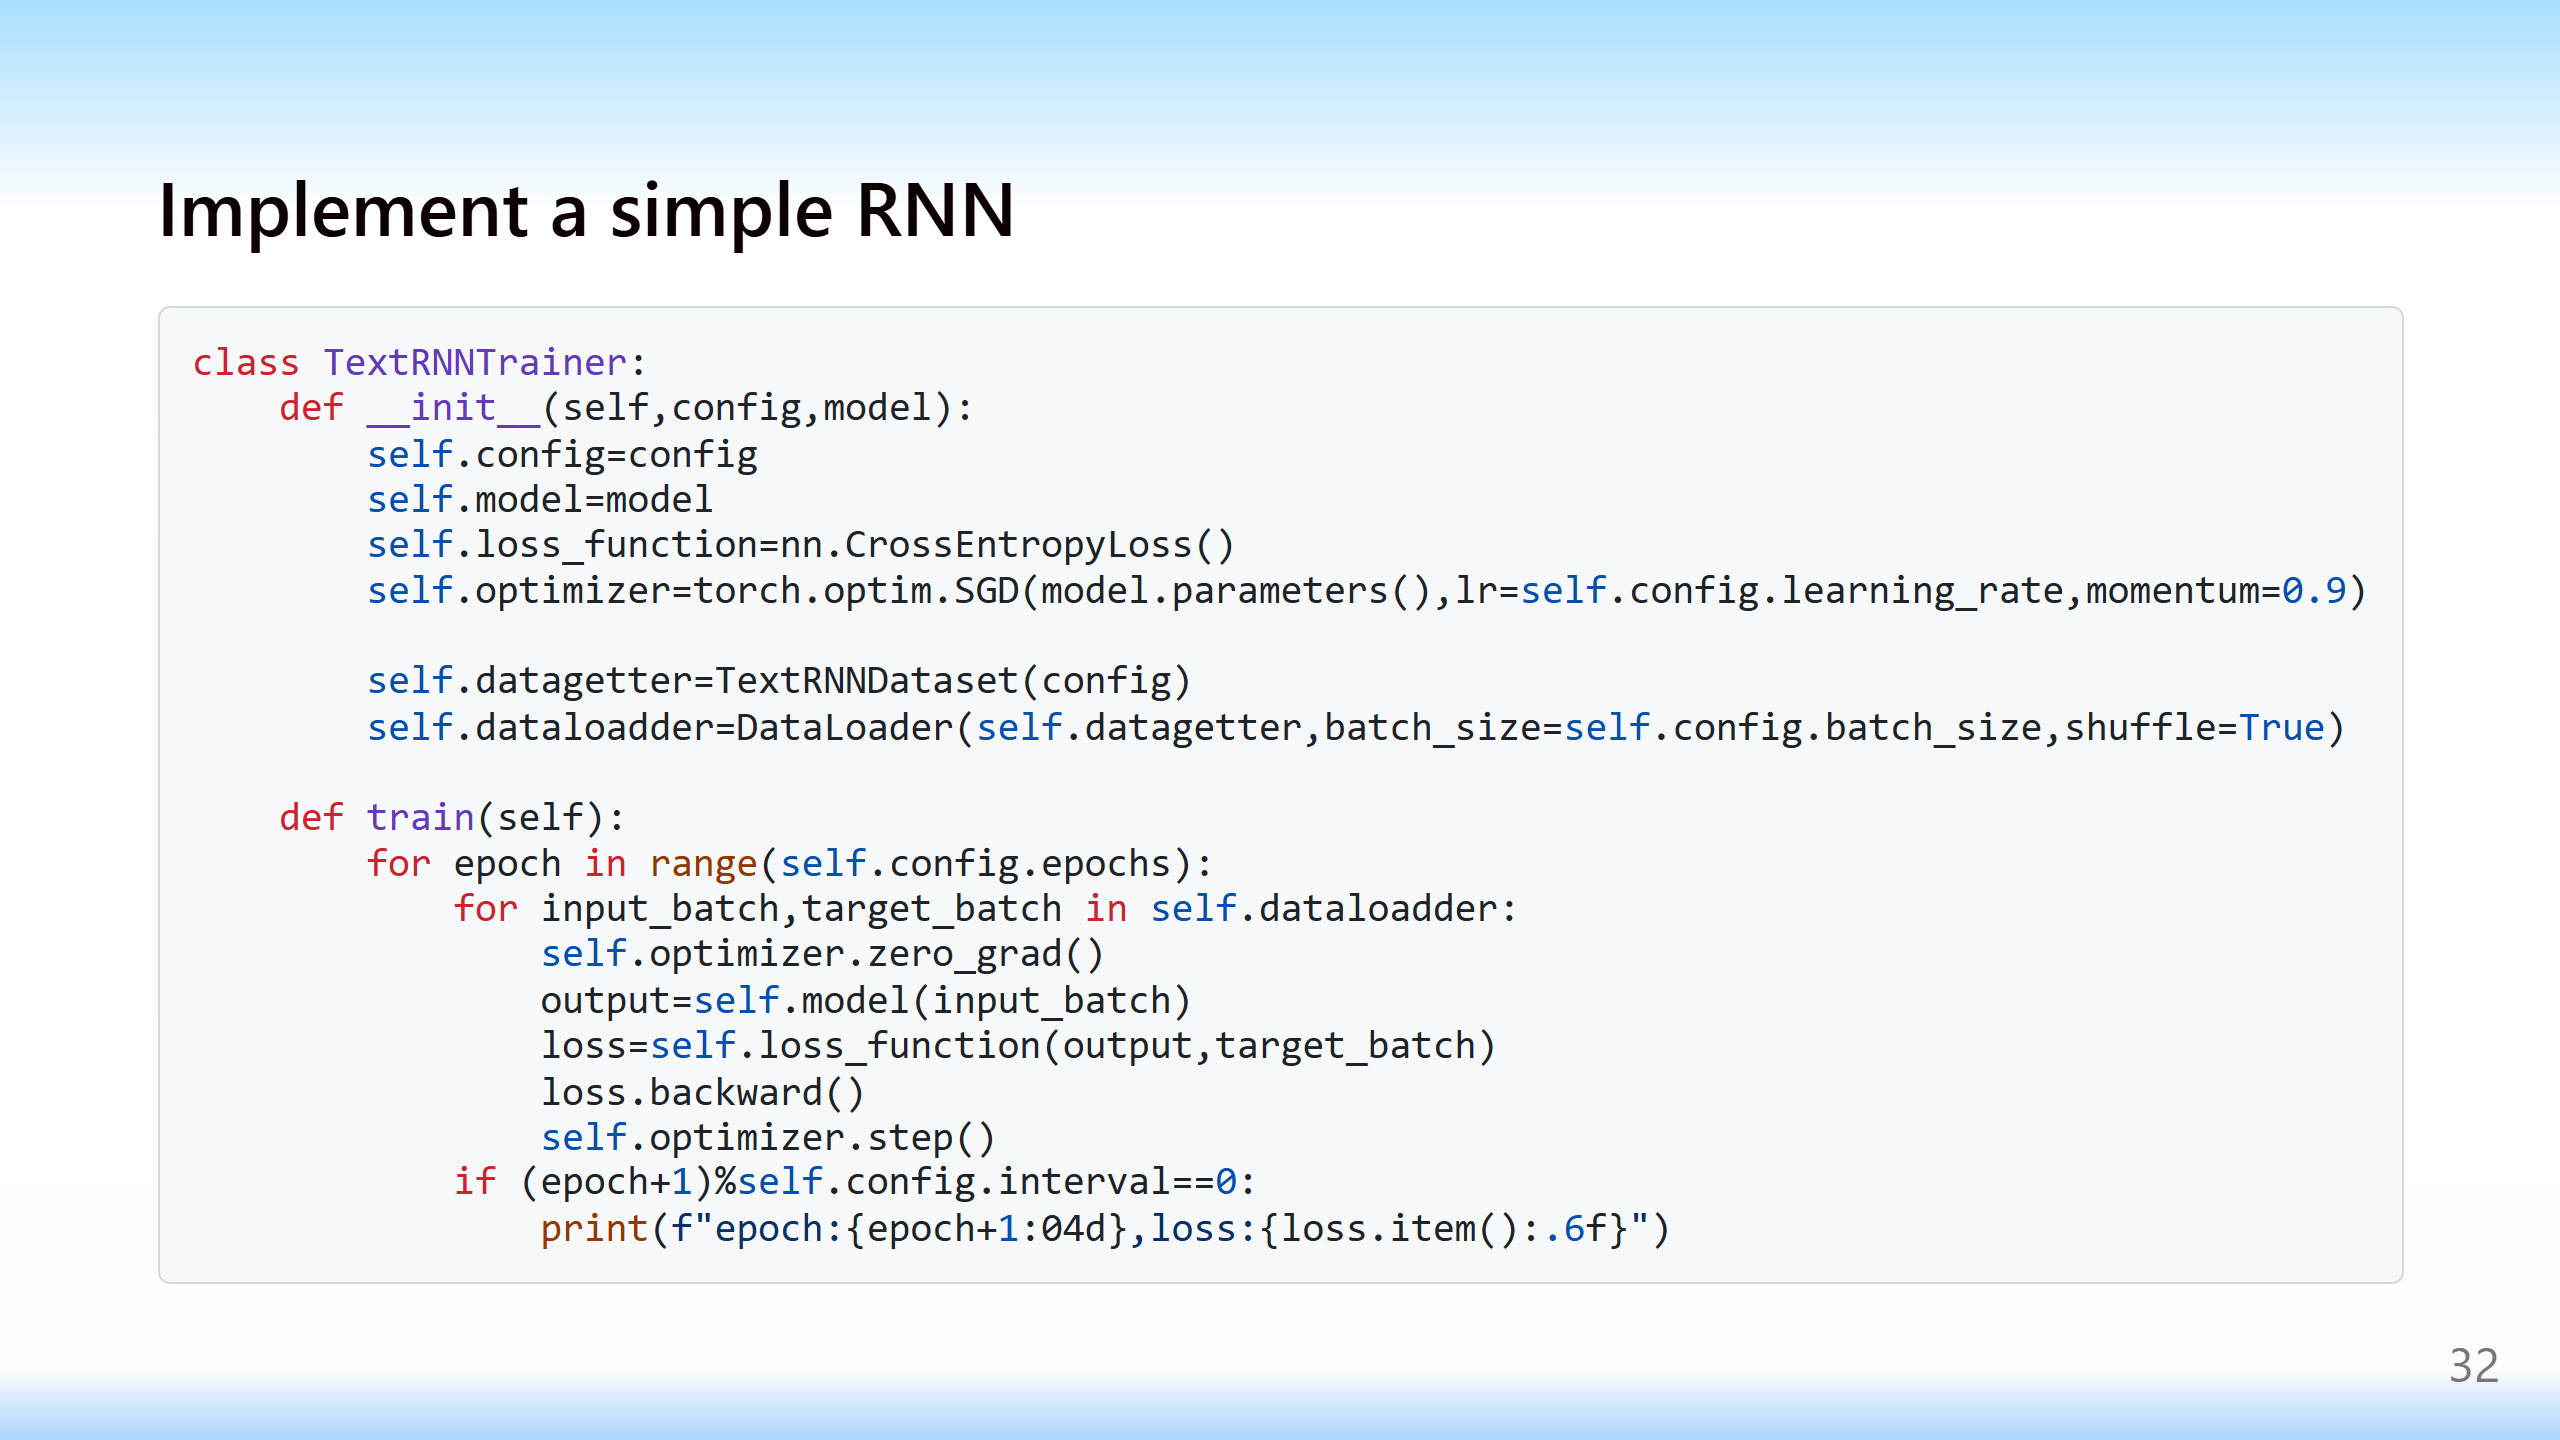 Implement a simple RNN
class TextRNNTrainer:
    def __init__(self,config,model):
        self.config=config
        self.model=model
        self.loss_function=nn.CrossEntropyLoss()
        self.optimizer=torch.optim.SGD(model.parameters(),lr=self.config.learning_rate,momentum=0.9)

        self.datagetter=TextRNNDataset(config)
        self.dataloadder=DataLoader(self.datagetter,batch_size=self.config.batch_size,shuffle=True)

    def train(self):
        for epoch in range(self.config.epochs):
            for input_batch,target_batch in self.dataloadder:
                self.optimizer.zero_grad()
                output=self.model(input_batch)
                loss=self.loss_function(output,target_batch)
                loss.backward()
                self.optimizer.step()
            if (epoch+1)%self.config.interval==0:
                print(f"epoch:{epoch+1:04d},loss:{loss.item():.6f}")
32